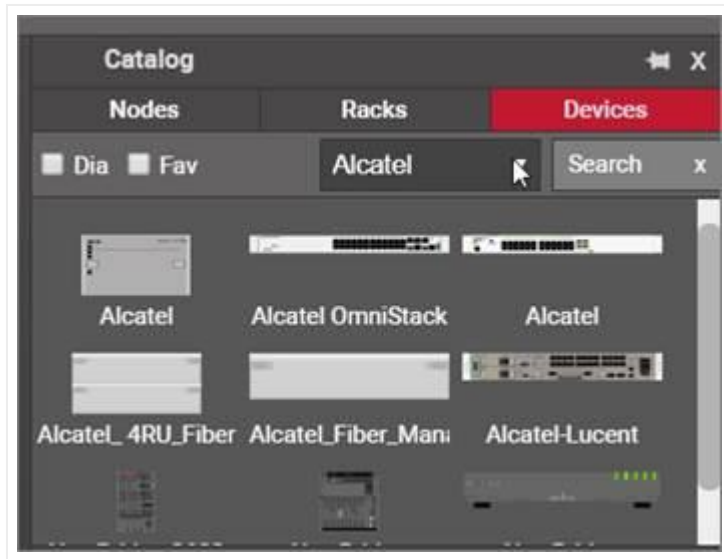 Catalog X
Nodes Racks Devices
Dia Fav Alcatel Search x
Alcatel Alcatel OmniStack Alcatel
Alcatel_ 4RU_Fiber Alcatel_Fiber_Mana Alcatel-Lucent